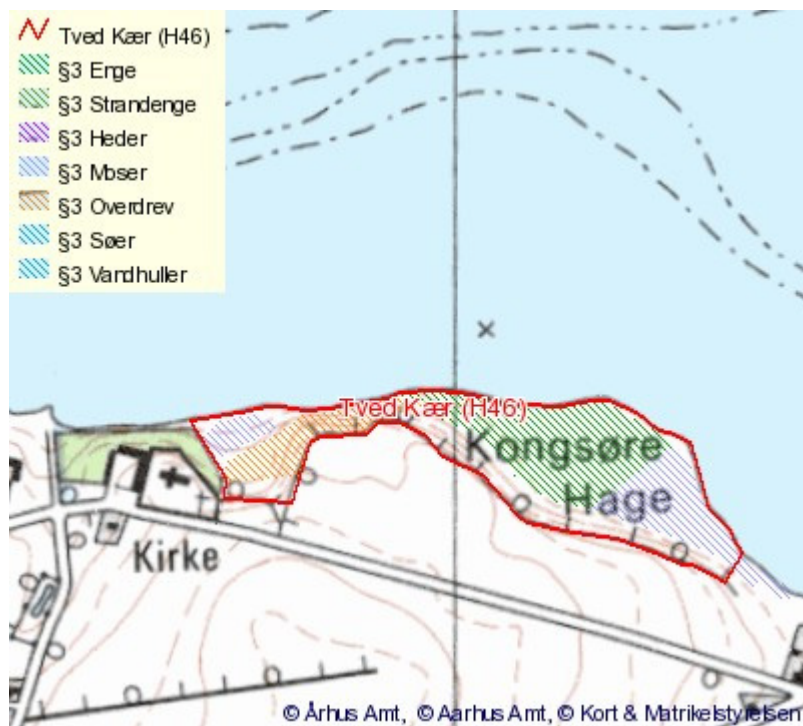 Tved Kær (H46)
§3 Enge
§3 Strandenge
§3 Heder
§3 Moser
§3 Overdrev
§3 Søer
§3 Vandhuller
Tved Kær (H46)
Kongsøre
Hage
Kirke
© Århus Amt, © Aarhus Amt, © Kort & Matrikelstyrelsen